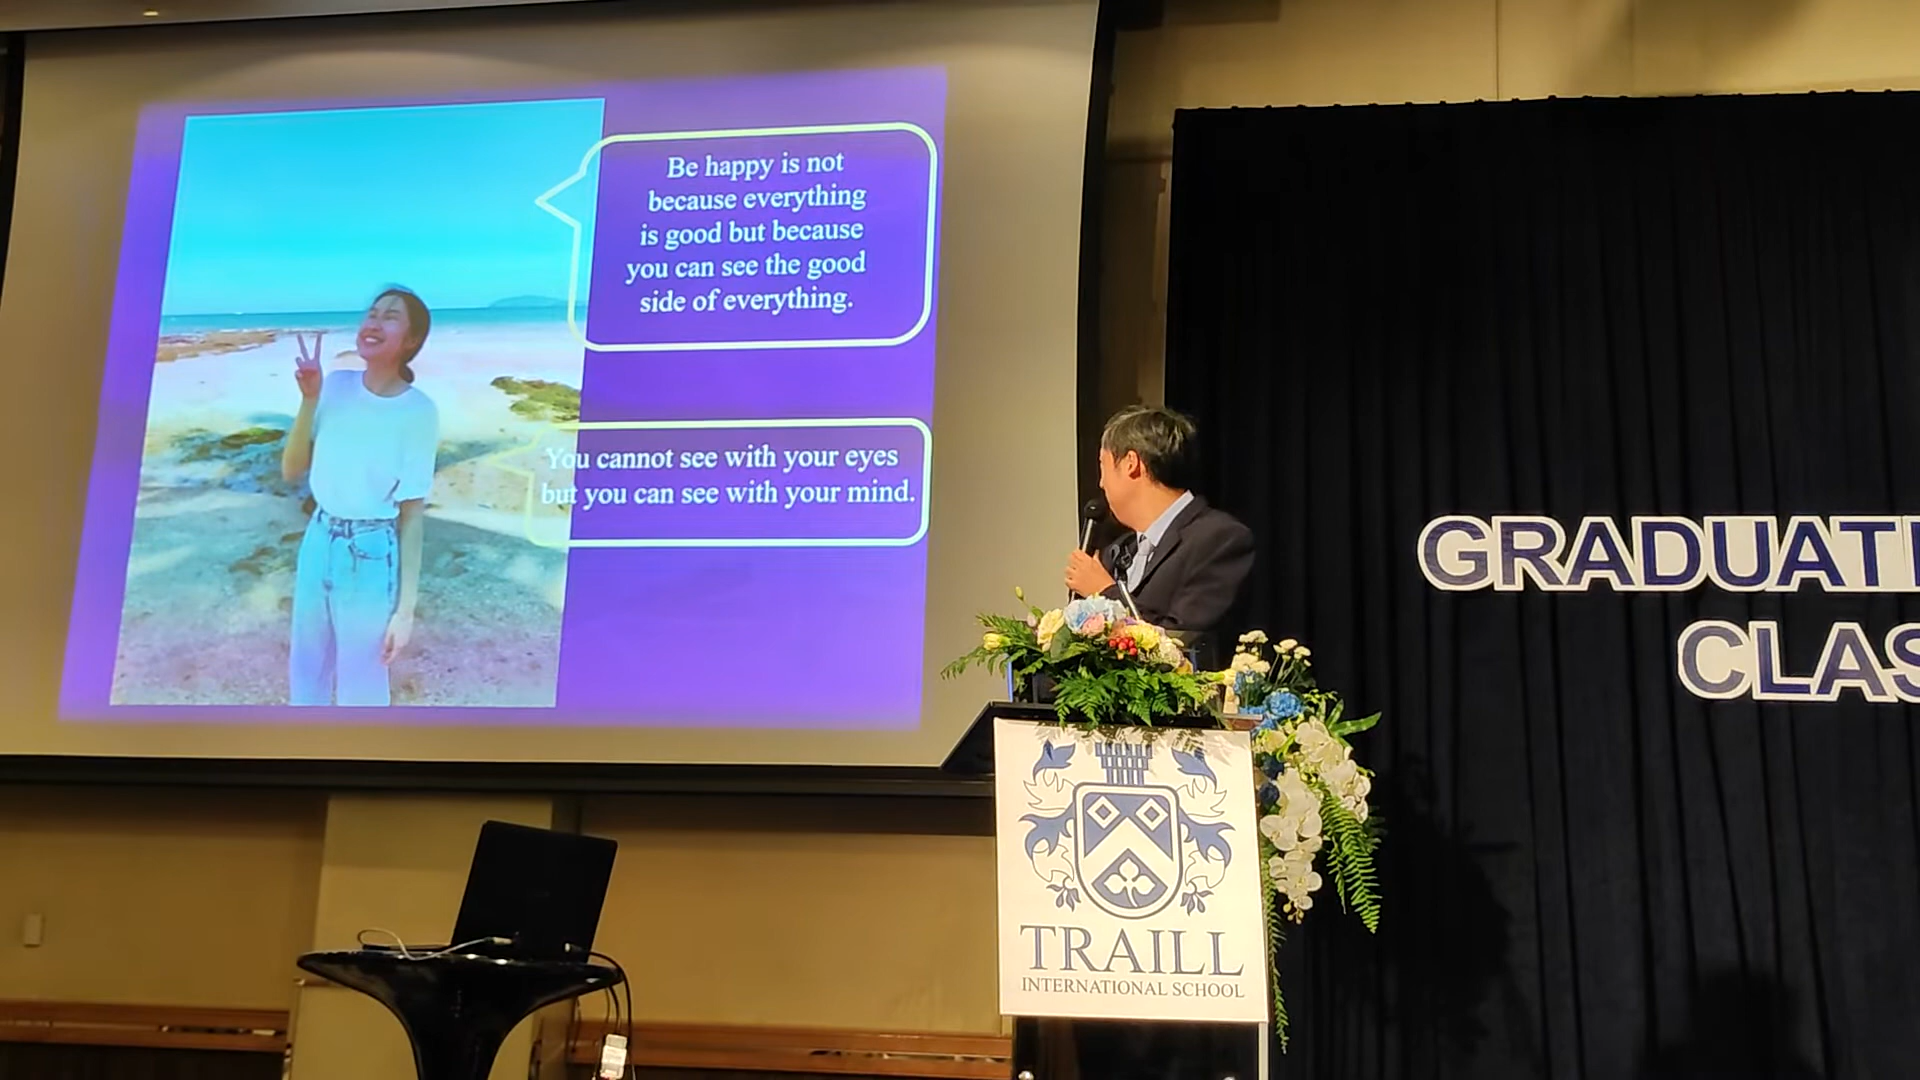 Be happy is not
because everything
is good but because
you can see the good
side of everything.
You cannot see with your eyes
but you can see with your mind.
GRADUATI
CLAS
TRAILL
INTERNATIONAL SCHOOL